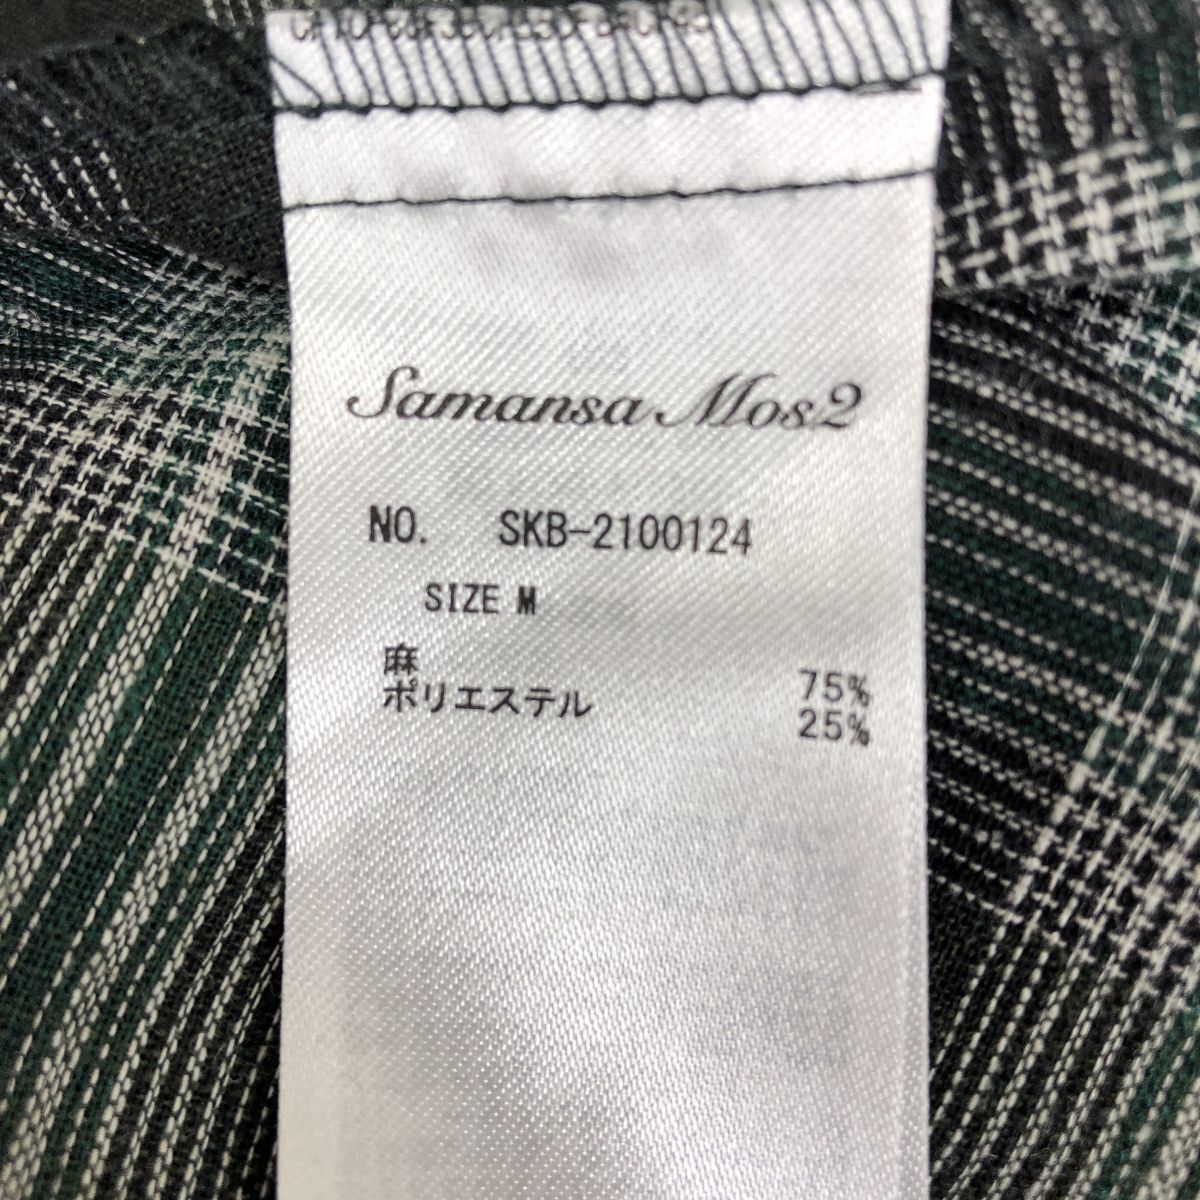 Samansa Mos2
NO. SKB-2100124
SIZE M
麻 75%
ポリエステル 25%